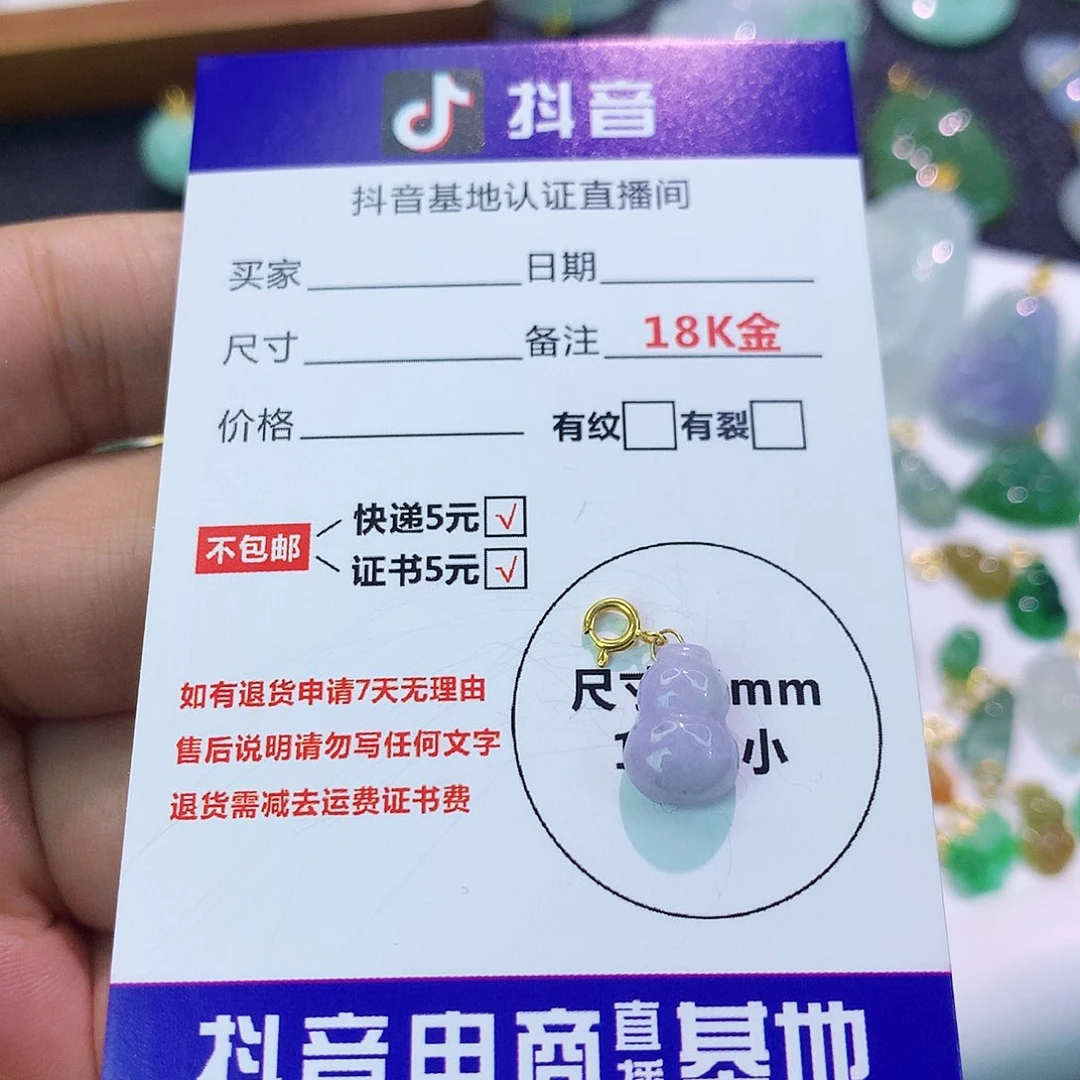 抖音
抖音基地认证直播间
买家 日期
尺寸 备注 18K金
价格 有纹 有裂
不包邮
快递5元 √
证书5元 √
如有退货申请7天无理由
售后说明请勿写任何文字
退货需减去运费证书费
尺寸 mm
小
抖音电商直播基地